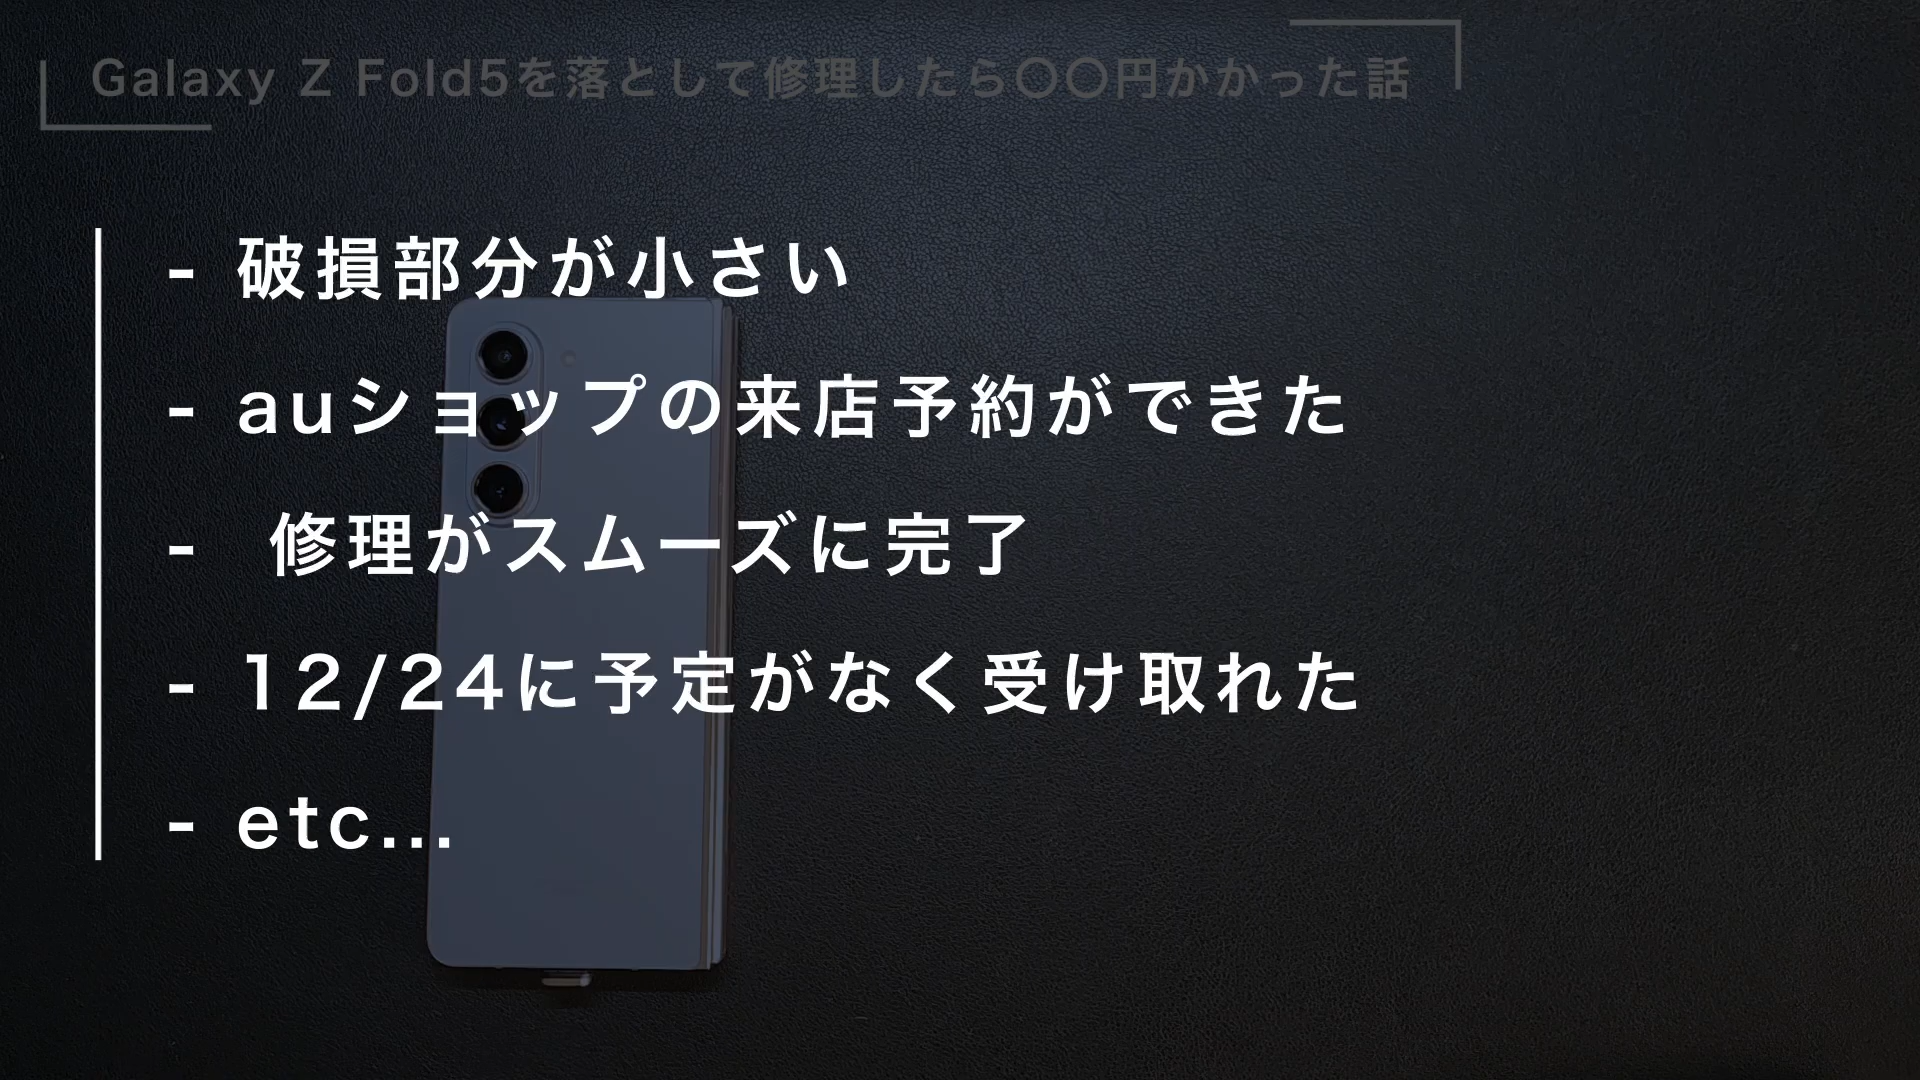 Galaxy Z Fold5を落として修理したら〇〇円かかった話
- 破損部分が小さい
- auショップの来店予約ができた
- 修理がスムーズに完了
- 12/24に予定がなく受け取れた
- etc...